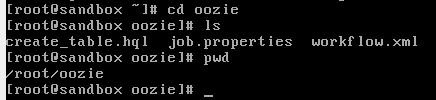 [root@sandbox ~]# cd oozie
[root@sandbox oozie]# ls
create_table.hql  job.properties  workflow.xml
[root@sandbox oozie]# pwd
/root/oozie
[root@sandbox oozie]# _